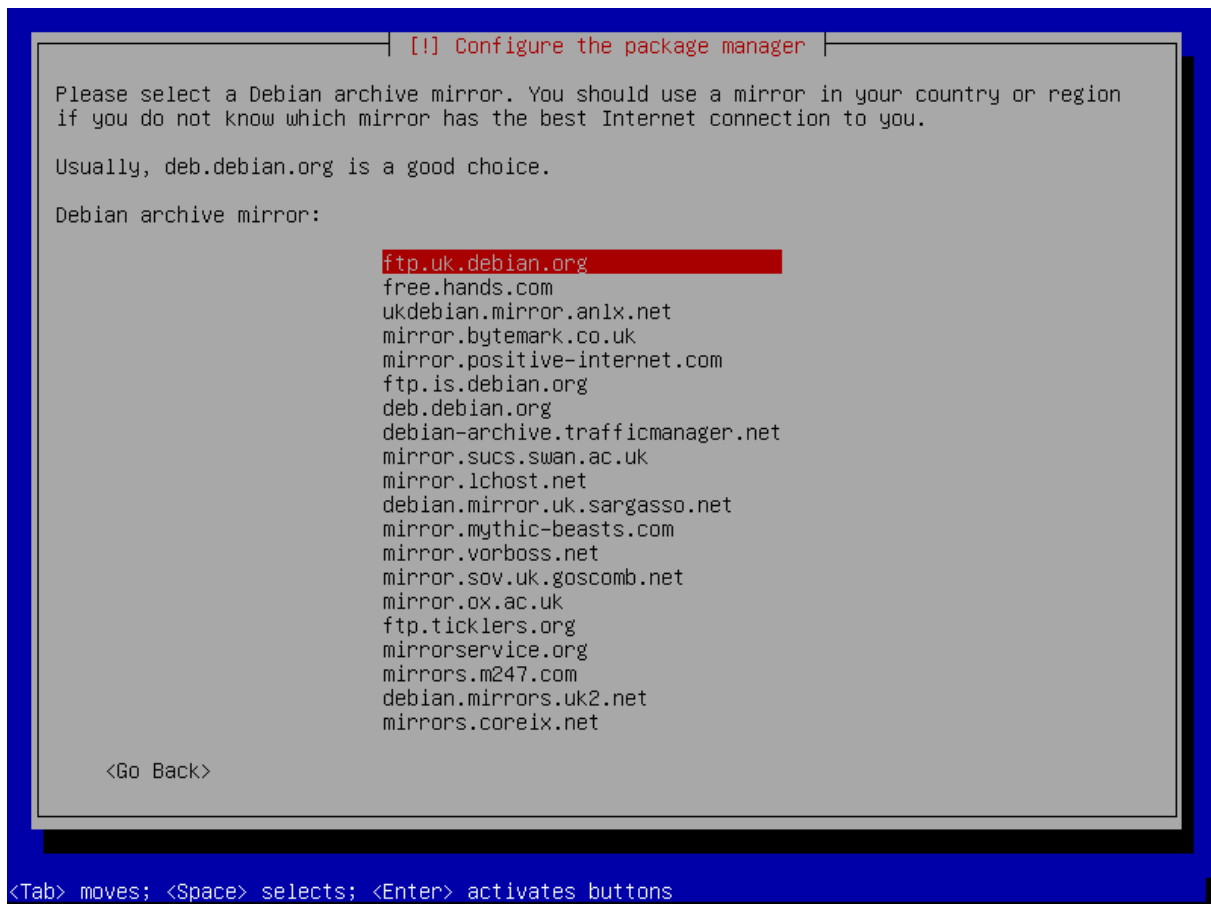 [!] Configure the package manager
Please select a Debian archive mirror. You should use a mirror in your country or region
if you do not know which mirror has the best Internet connection to you.
Usually, deb.debian.org is a good choice.
Debian archive mirror:
ftp.uk.debian.org
free.hands.com
ukdebian.mirror.anlx.net
mirror.bytemark.co.uk
mirror.positive-internet.com
ftp.is.debian.org
deb.debian.org
debian-archive.trafficmanager.net
mirror.sucs.swan.ac.uk
mirror.lchost.net
debian.mirror.uk.sargasso.net
mirror.mythic-beasts.com
mirror.vorboss.net
mirror.sov.uk.goscomb.net
mirror.ox.ac.uk
ftp.ticklers.org
mirrorservice.org
mirrors.m247.com
debian.mirrors.uk2.net
mirrors.coreix.net
<Go Back>
<Tab> moves; <Space> selects; <Enter> activates buttons